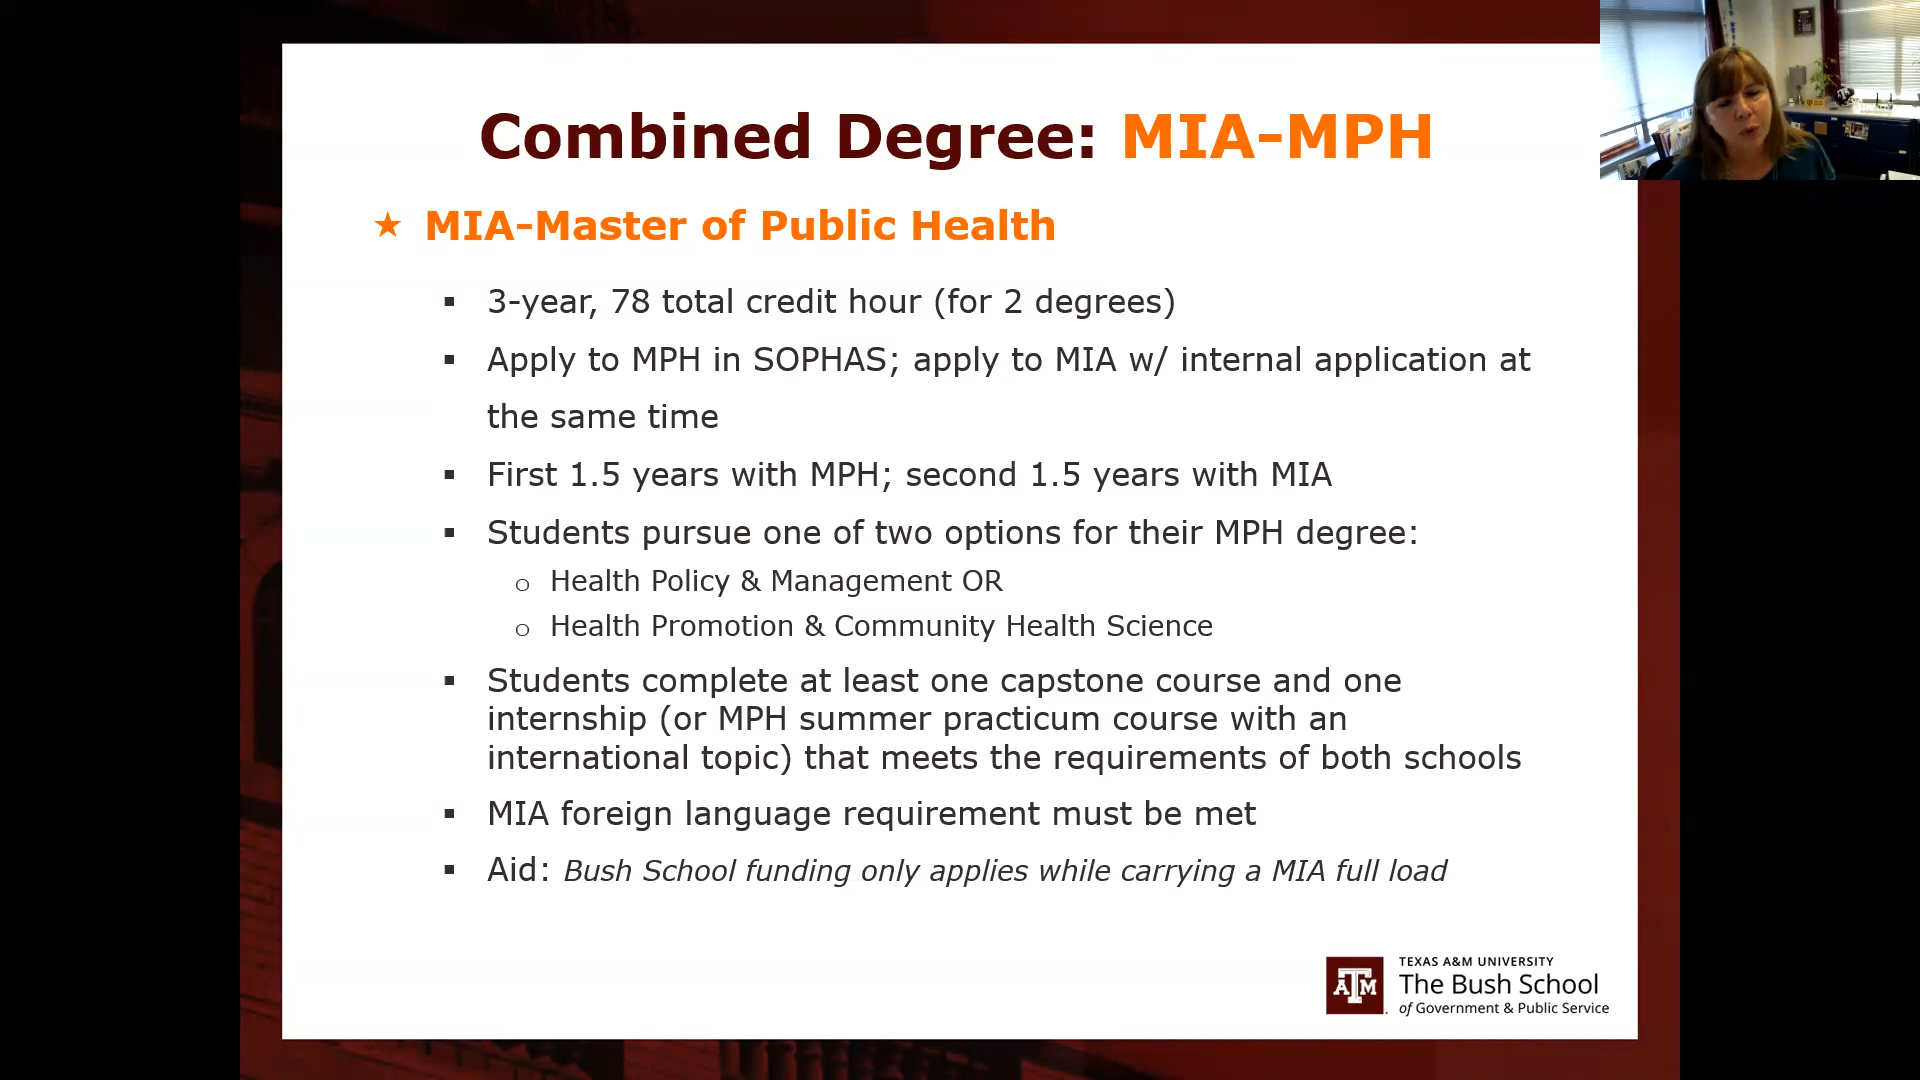 Combined Degree: MIA-MPH
★ MIA-Master of Public Health
▪ 3-year, 78 total credit hour (for 2 degrees)
▪ Apply to MPH in SOPHAS; apply to MIA w/ internal application at
the same time
▪ First 1.5 years with MPH; second 1.5 years with MIA
▪ Students pursue one of two options for their MPH degree:
o Health Policy & Management OR
o Health Promotion & Community Health Science
▪ Students complete at least one capstone course and one
internship (or MPH summer practicum course with an
international topic) that meets the requirements of both schools
▪ MIA foreign language requirement must be met
▪ Aid: Bush School funding only applies while carrying a MIA full load
ATM
TEXAS A&M UNIVERSITY
The Bush School
of Government & Public Service